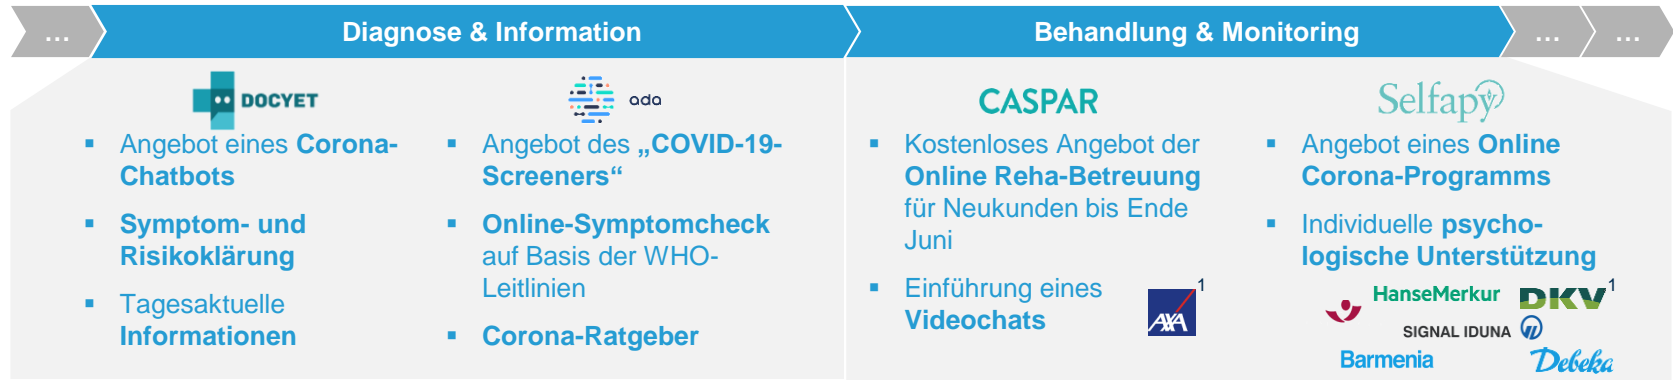 ...
Diagnose & Information
Behandlung & Monitoring
...
...
DOCYET
Angebot eines Corona-
Chatbots
Symptom- und
Risikoklärung
Tagesaktuelle
Informationen
ada
Angebot des „COVID-19-
Screeners“
Online-Symptomcheck
auf Basis der WHO-
Leitlinien
Corona-Ratgeber
CASPAR
Kostenloses Angebot der
Online Reha-Betreuung
für Neukunden bis Ende
Juni
Einführung eines
Videochats
AXA 1
Selfapy
Angebot eines Online
Corona-Programms
Individuelle psycho-
logische Unterstützung
HanseMerkur
DKV 1
SIGNAL IDUNA
Barmenia
Debeka